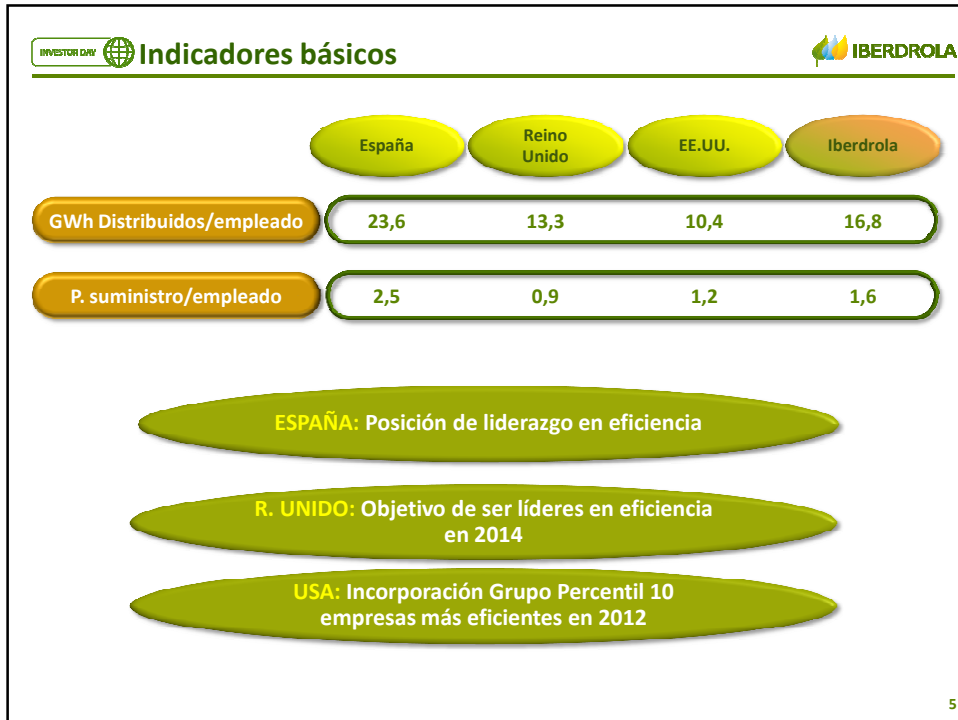 INVESTOR DAY
Indicadores básicos
IBERDROLA
España
Reino
Unido
EE.UU.
Iberdrola
GWh Distribuidos/empleado 23,6 13,3 10,4 16,8
P. suministro/empleado 2,5 0,9 1,2 1,6
ESPAÑA: Posición de liderazgo en eficiencia
R. UNIDO: Objetivo de ser líderes en eficiencia
en 2014
USA: Incorporación Grupo Percentil 10
empresas más eficientes en 2012
5